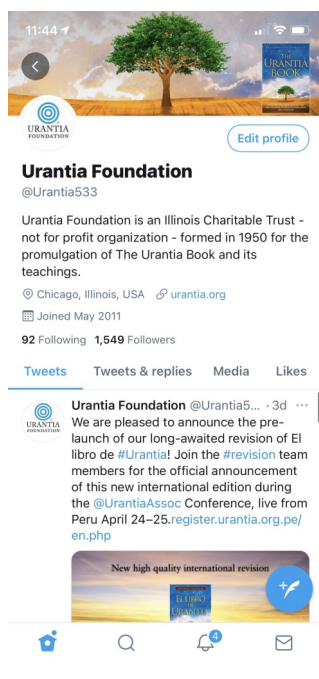 11:44
THE
URANTIA
BOOK
URANTIA
FOUNDATION
Edit profile
Urantia Foundation
@Urantia533
Urantia Foundation is an Illinois Charitable Trust -
not for profit organization - formed in 1950 for the
promulgation of The Urantia Book and its
teachings.
Chicago, Illinois, USA urantia.org
Joined May 2011
92 Following 1,549 Followers
Tweets Tweets & replies Media Likes
URANTIA
FOUNDATION
Urantia Foundation @Urantia5... · 3d
We are pleased to announce the pre-
launch of our long-awaited revision of El
libro de #Urantia! Join the #revision team
members for the official announcement
of this new international edition during
the @UrantiaAssoc Conference, live from
Peru April 24–25.register.urantia.org.pe/
en.php
New high quality international revision
EL LIBRO
DE
URANTIA
4